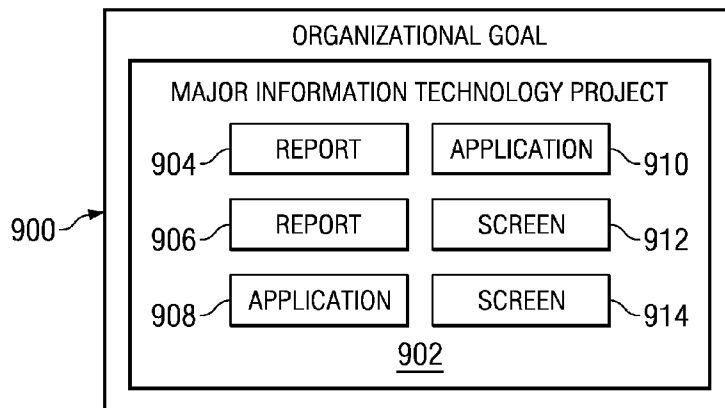 ORGANIZATIONAL GOAL
MAJOR INFORMATION TECHNOLOGY PROJECT
904 REPORT APPLICATION 910
900 906 REPORT SCREEN 912
908 APPLICATION SCREEN 914
902